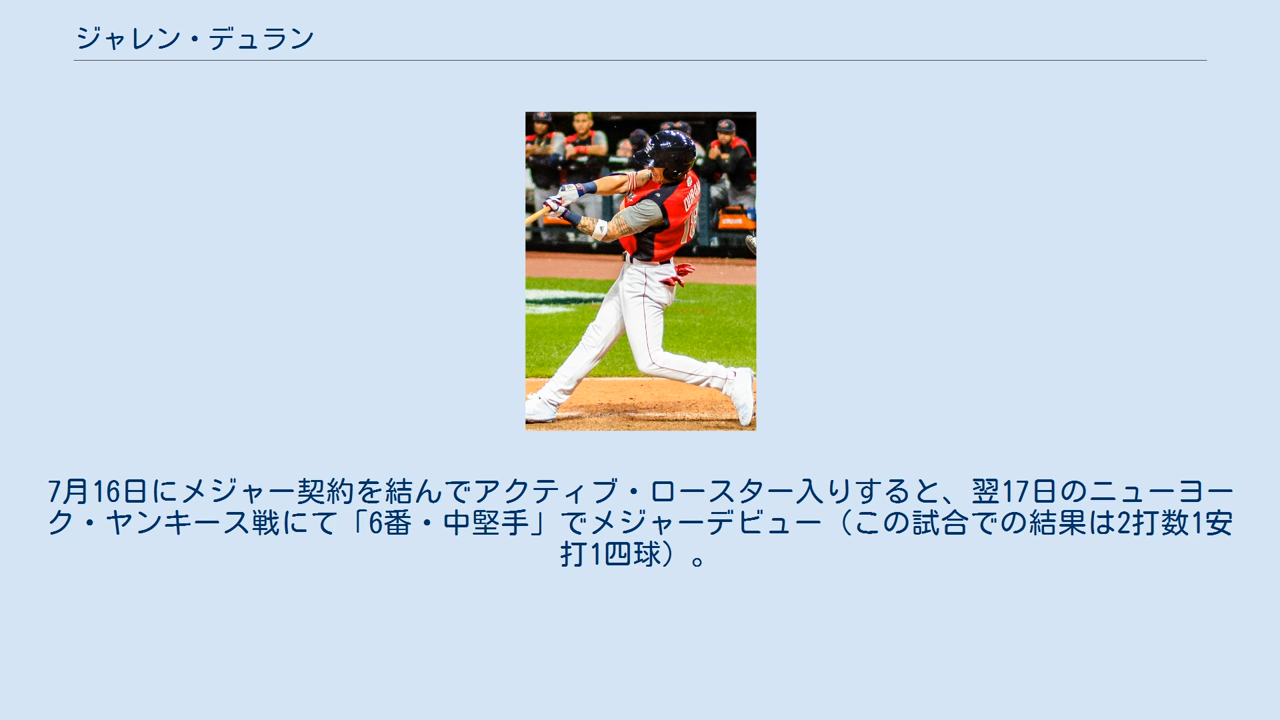 ジャレン・デュラン
7月16日にメジャー契約を結んでアクティブ・ロースター入りすると、翌17日のニューヨー
ク・ヤンキース戦にて「6番・中堅手」でメジャーデビュー（この試合での結果は2打数1安
打1四球）。